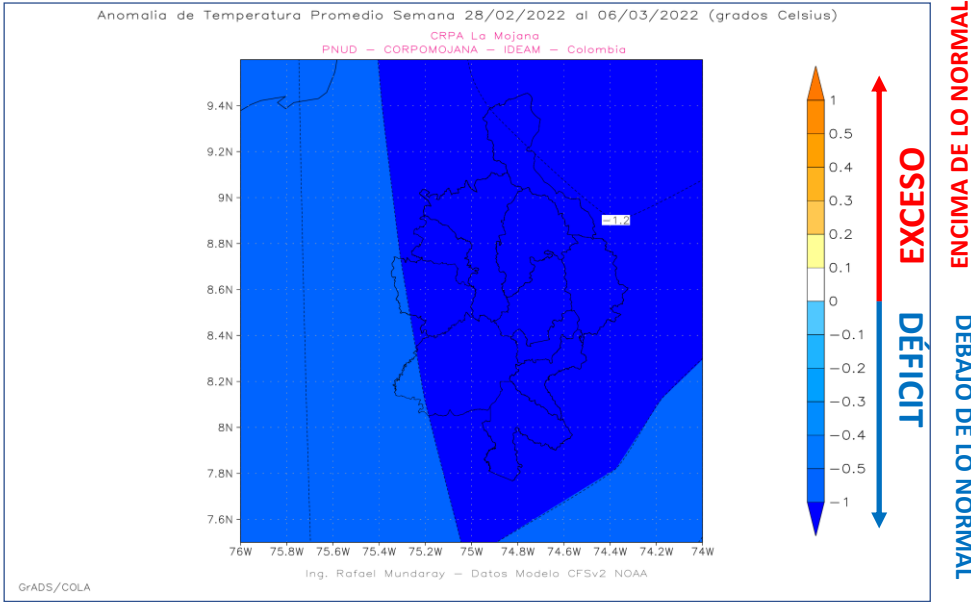 Anomalia de Temperatura Promedio Semana 28/02/2022 al 06/03/2022 (grados Celsius)
CRPA La Mojana
PNUD – CORPOMOJANA – IDEAM – Colombia
9.4N
9.2N
9N
8.8N
8.6N
8.4N
8.2N
8N
7.8N
7.6N
76W 75.8W 75.6W 75.4W 75.2W 75W 74.8W 74.6W 74.4W 74.2W 74W
−1.2
1
0.5
0.4
0.3
0.2
0.1
0
−0.1
−0.2
−0.3
−0.4
−0.5
−1
EXCESO
DÉFICIT
ENCIMA DE LO NORMAL
DEBAJO DE LO NORMAL
Ing. Rafael Mundaray – Datos Modelo CFSv2 NOAA
GrADS/COLA